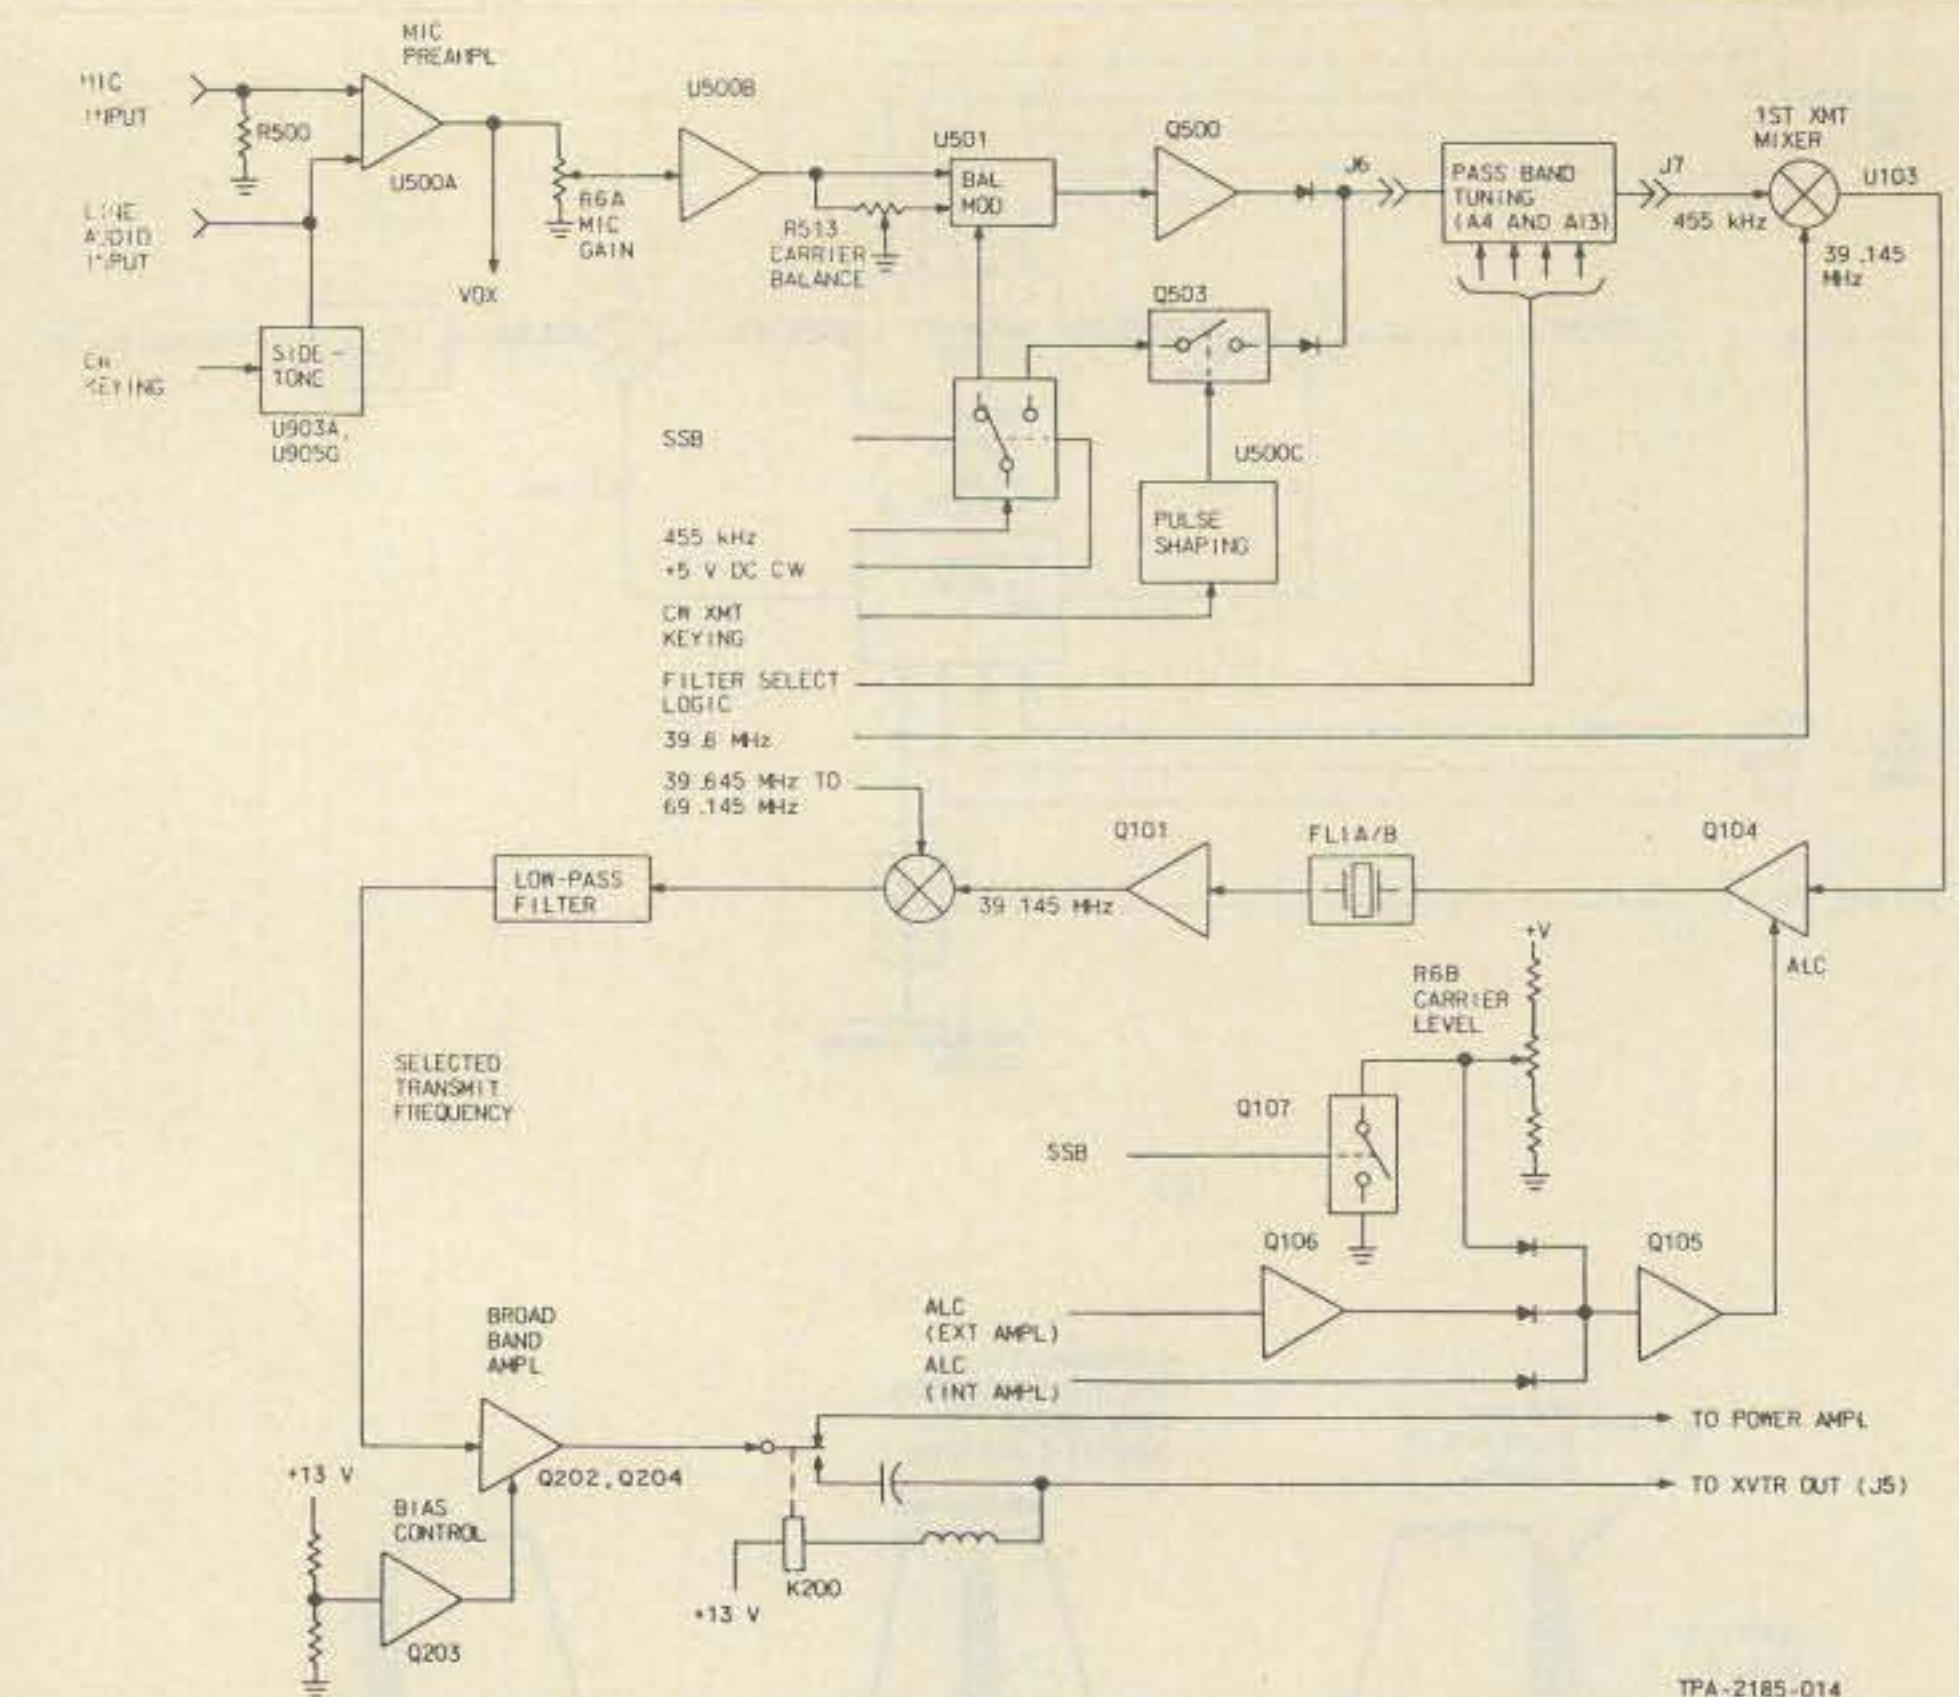 MIC
PREAMPL
MIC
INPUT
R500
U500A
LINE
AUDIO
INPUT
CW
KEYING
SIDE-
TONE
U903A,
U905G
VOX
R6A
MIC
GAIN
U500B
R513
CARRIER
BALANCE
U501
BAL
MOD
Q500
J6
PASS BAND
TUNING
(A4 AND A13)
J7
455 kHz
1ST XMT
MIXER
U103
39.145
MHz
Q503
SSB
U500C
PULSE
SHAPING
455 kHz
+5 V DC CW
CW XMT
KEYING
FILTER SELECT
LOGIC
39.6 MHz
39.645 MHz TO
69.145 MHz
LOW-PASS
FILTER
39.145 MHz
Q101
FL1A/B
Q104
ALC
+V
R6B
CARRIER
LEVEL
SELECTED
TRANSMIT
FREQUENCY
Q107
SSB
Q106
Q105
ALC
(EXT AMPL)
ALC
(INT AMPL)
BROAD
BAND
AMPL
Q202,Q204
TO POWER AMPL
TO XVTR OUT (J5)
+13 V
BIAS
CONTROL
Q203
K200
+13 V
TPA-2185-014